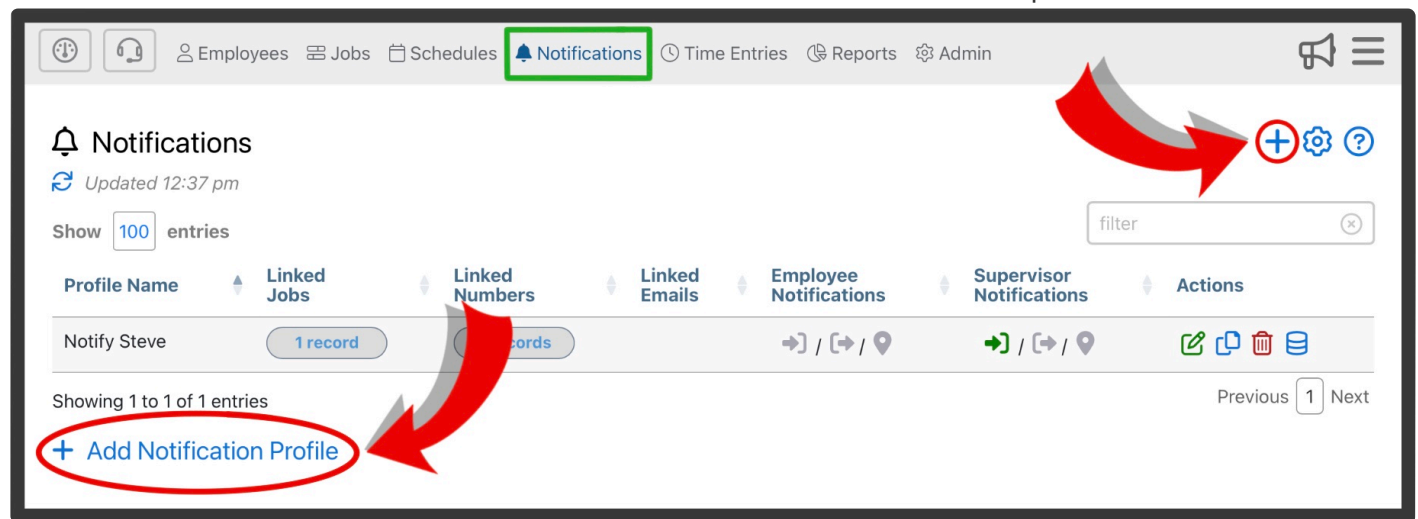 Employees Jobs Schedules Notifications Time Entries Reports Admin
Notifications
Updated 12:37 pm
Show 100 entries
filter
Profile Name Linked Jobs Linked Numbers Linked Emails Employee Notifications Supervisor Notifications Actions
Notify Steve 1 record / / / /
Showing 1 to 1 of 1 entries
Previous 1 Next
+ Add Notification Profile